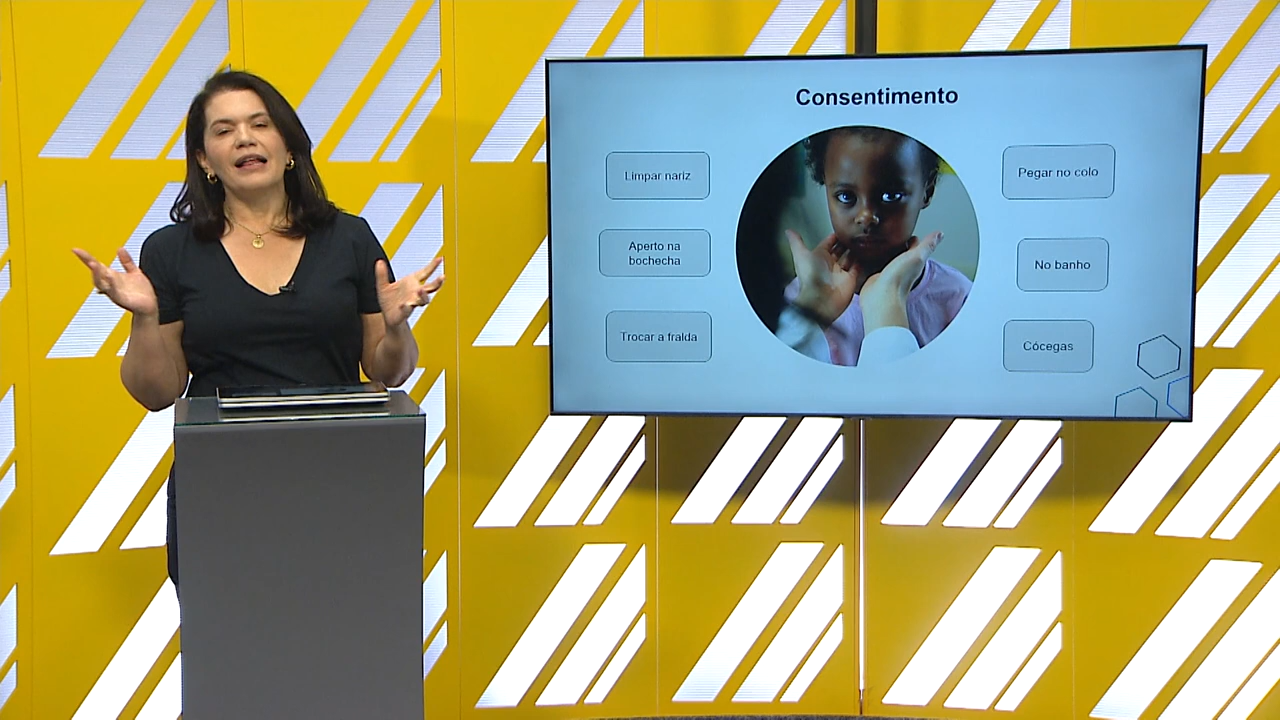 Consentimento
Limpar nariz
Aperto na
bochecha
Trocar a fralda
Pegar no colo
No banho
Cócegas